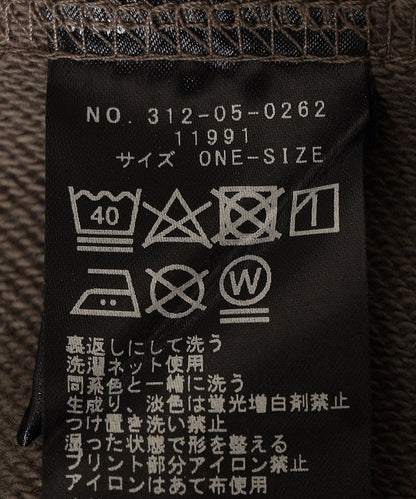 NO. 312-05-0262
11991
サイズ ONE-SIZE
40
W
裏返しにして洗う
洗濯ネット使用
同系色と一緒に洗う
生成り、淡色は蛍光増白剤禁止
つけ置き洗い禁止
湿った状態で形を整える
プリント部分アイロン禁止
アイロンはあて布使用